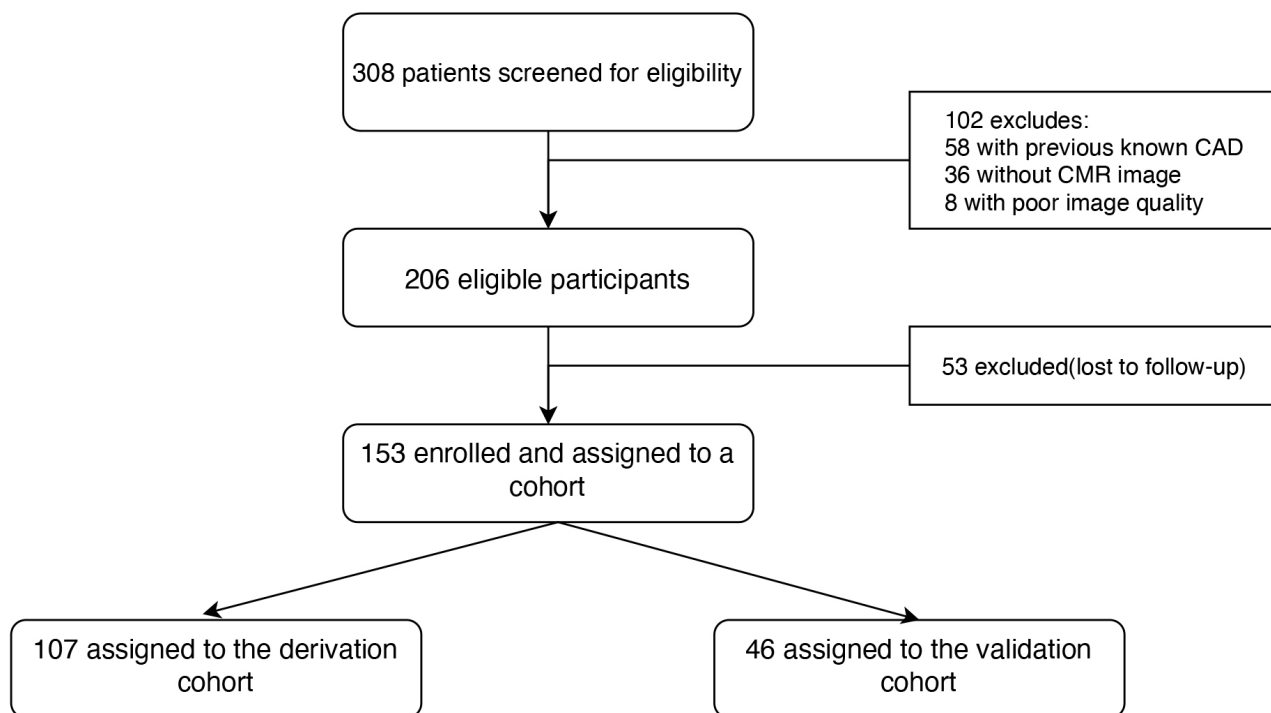 308 patients screened for eligibility
102 excludes:
58 with previous known CAD
36 without CMR image
8 with poor image quality
206 eligible participants
53 excluded(lost to follow-up)
153 enrolled and assigned to a
cohort
107 assigned to the derivation
cohort
46 assigned to the validation
cohort